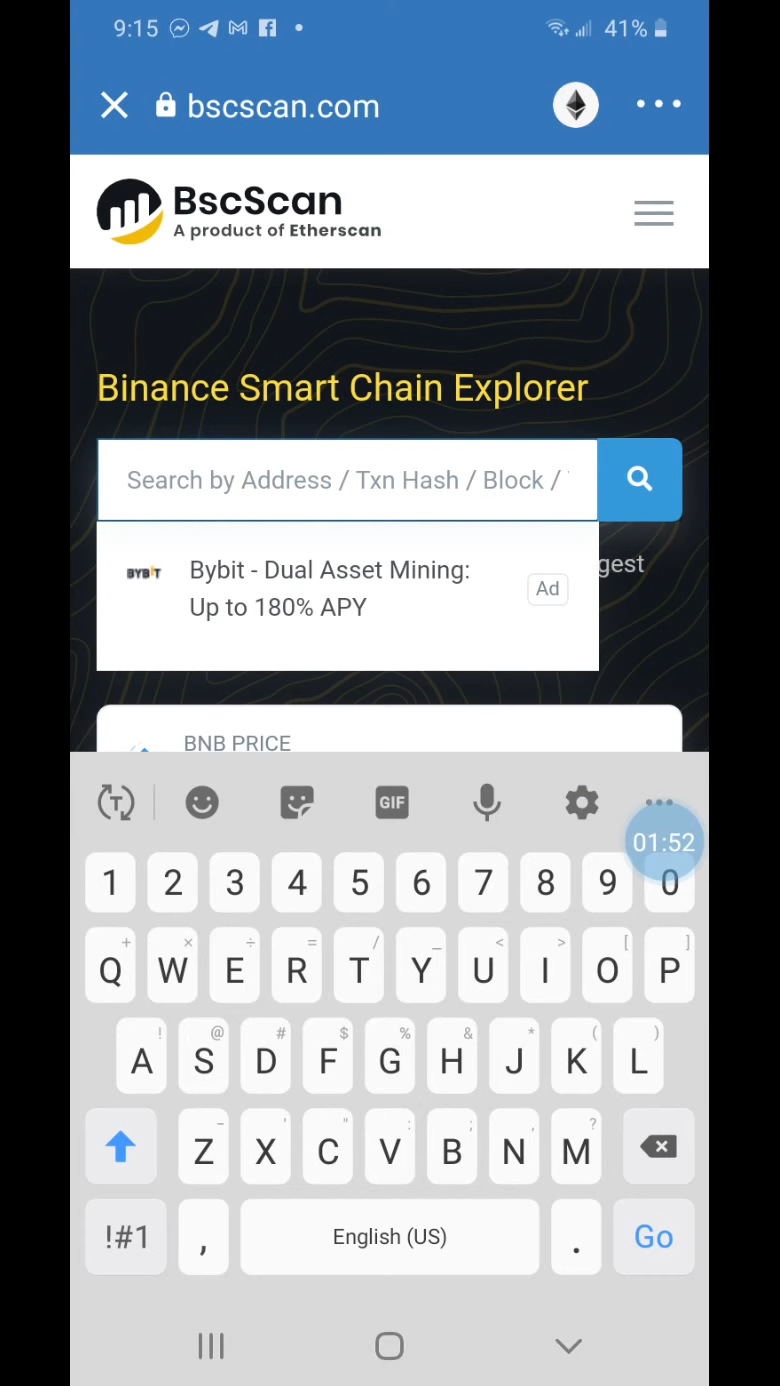 9:15 41%
bscscan.com
BscScan
A product of Etherscan
Binance Smart Chain Explorer
Search by Address / Txn Hash / Block /
Bybit - Dual Asset Mining:
Up to 180% APY
BYBIT
Ad
gest
BNB PRICE
T
GIF
01:52
1 2 3 4 5 6 7 8 9 0
+ × ÷ = / _ < > [ ]
Q W E R T Y U I O P
! @ # $ % & * ( )
A S D F G H J K L
- ' " : ; , ?
Z X C V B N M
!#1 , English (US) . Go